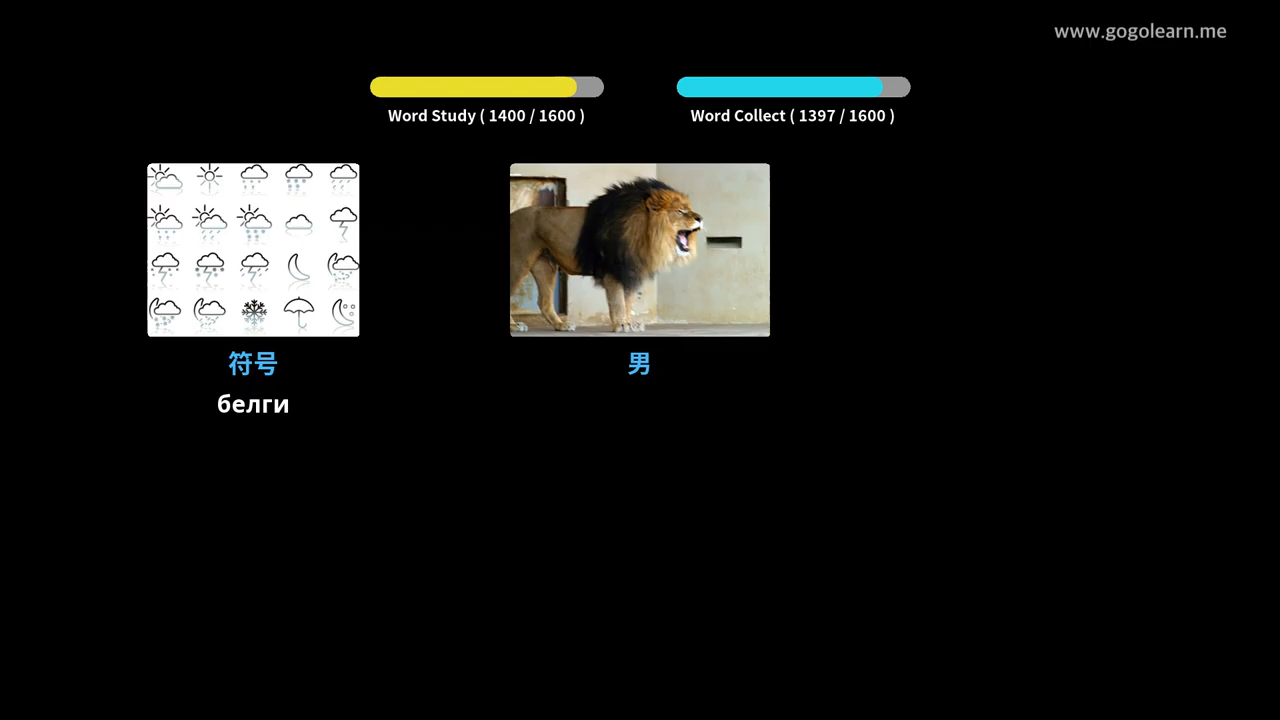 www.gogolearn.me
Word Study ( 1400 / 1600 )
Word Collect ( 1397 / 1600 )
符号
男
белги